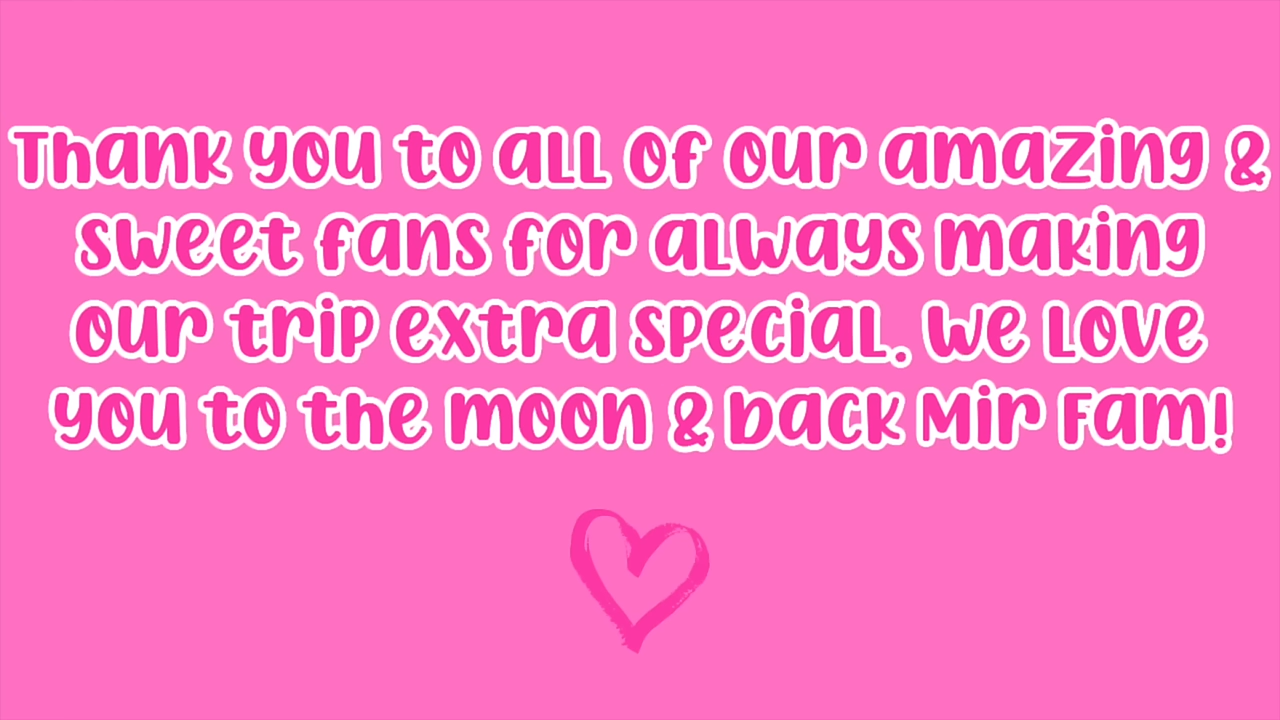 Thank you to all of our amazing &
sweet fans for always making
our trip extra special. We love
you to the moon & back Mir Fam!